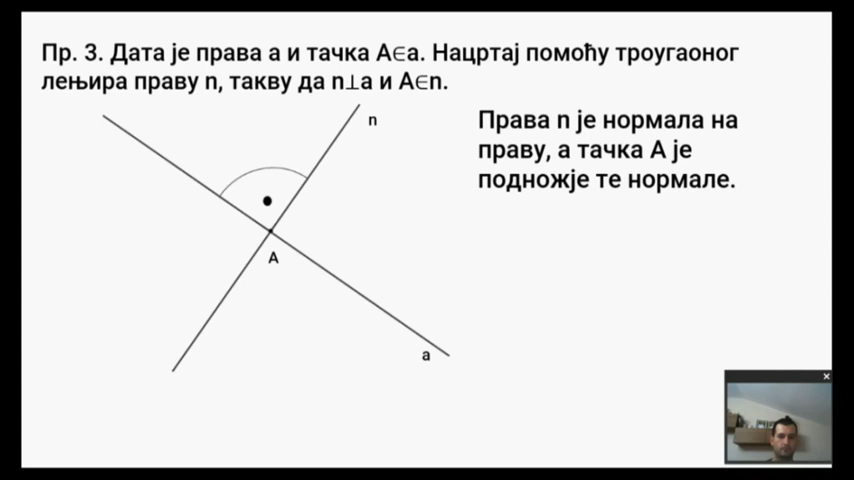 Пр. 3. Дата је права а и тачка А∈а. Нацртај помоћу троугаоног
лењира праву n, такву да n⊥a и А∈n.
n
Права n је нормала на
праву, а тачка А је
подножје те нормале.
A
a